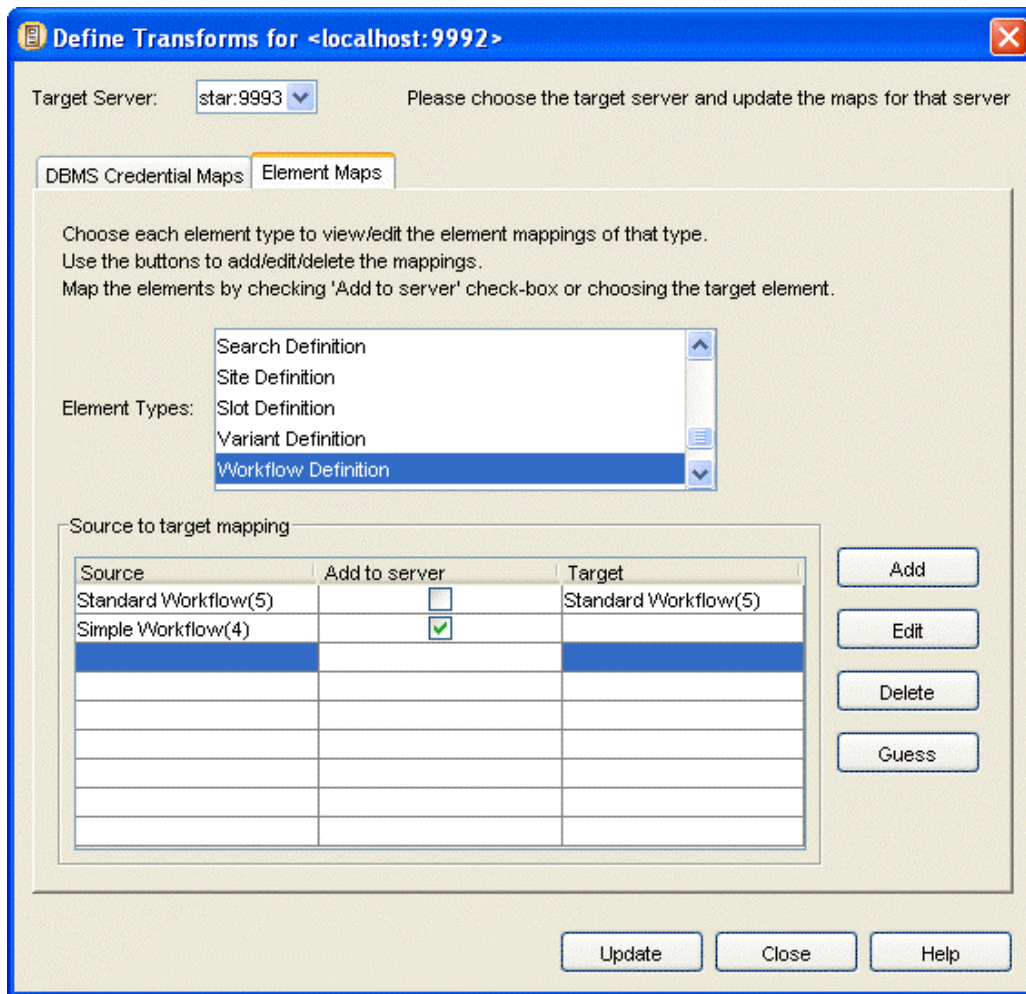 Define Transforms for <localhost:9992>
Target Server: star:9993 Please choose the target server and update the maps for that server
DBMS Credential Maps Element Maps
Choose each element type to view/edit the element mappings of that type.
Use the buttons to add/edit/delete the mappings.
Map the elements by checking 'Add to server' check-box or choosing the target element.
Search Definition
Site Definition
Element Types: Slot Definition
Variant Definition
Workflow Definition
Source to target mapping
Source Add to server Target
Standard Workflow(5) Standard Workflow(5)
Simple Workflow(4)
Add
Edit
Delete
Guess
Update Close Help